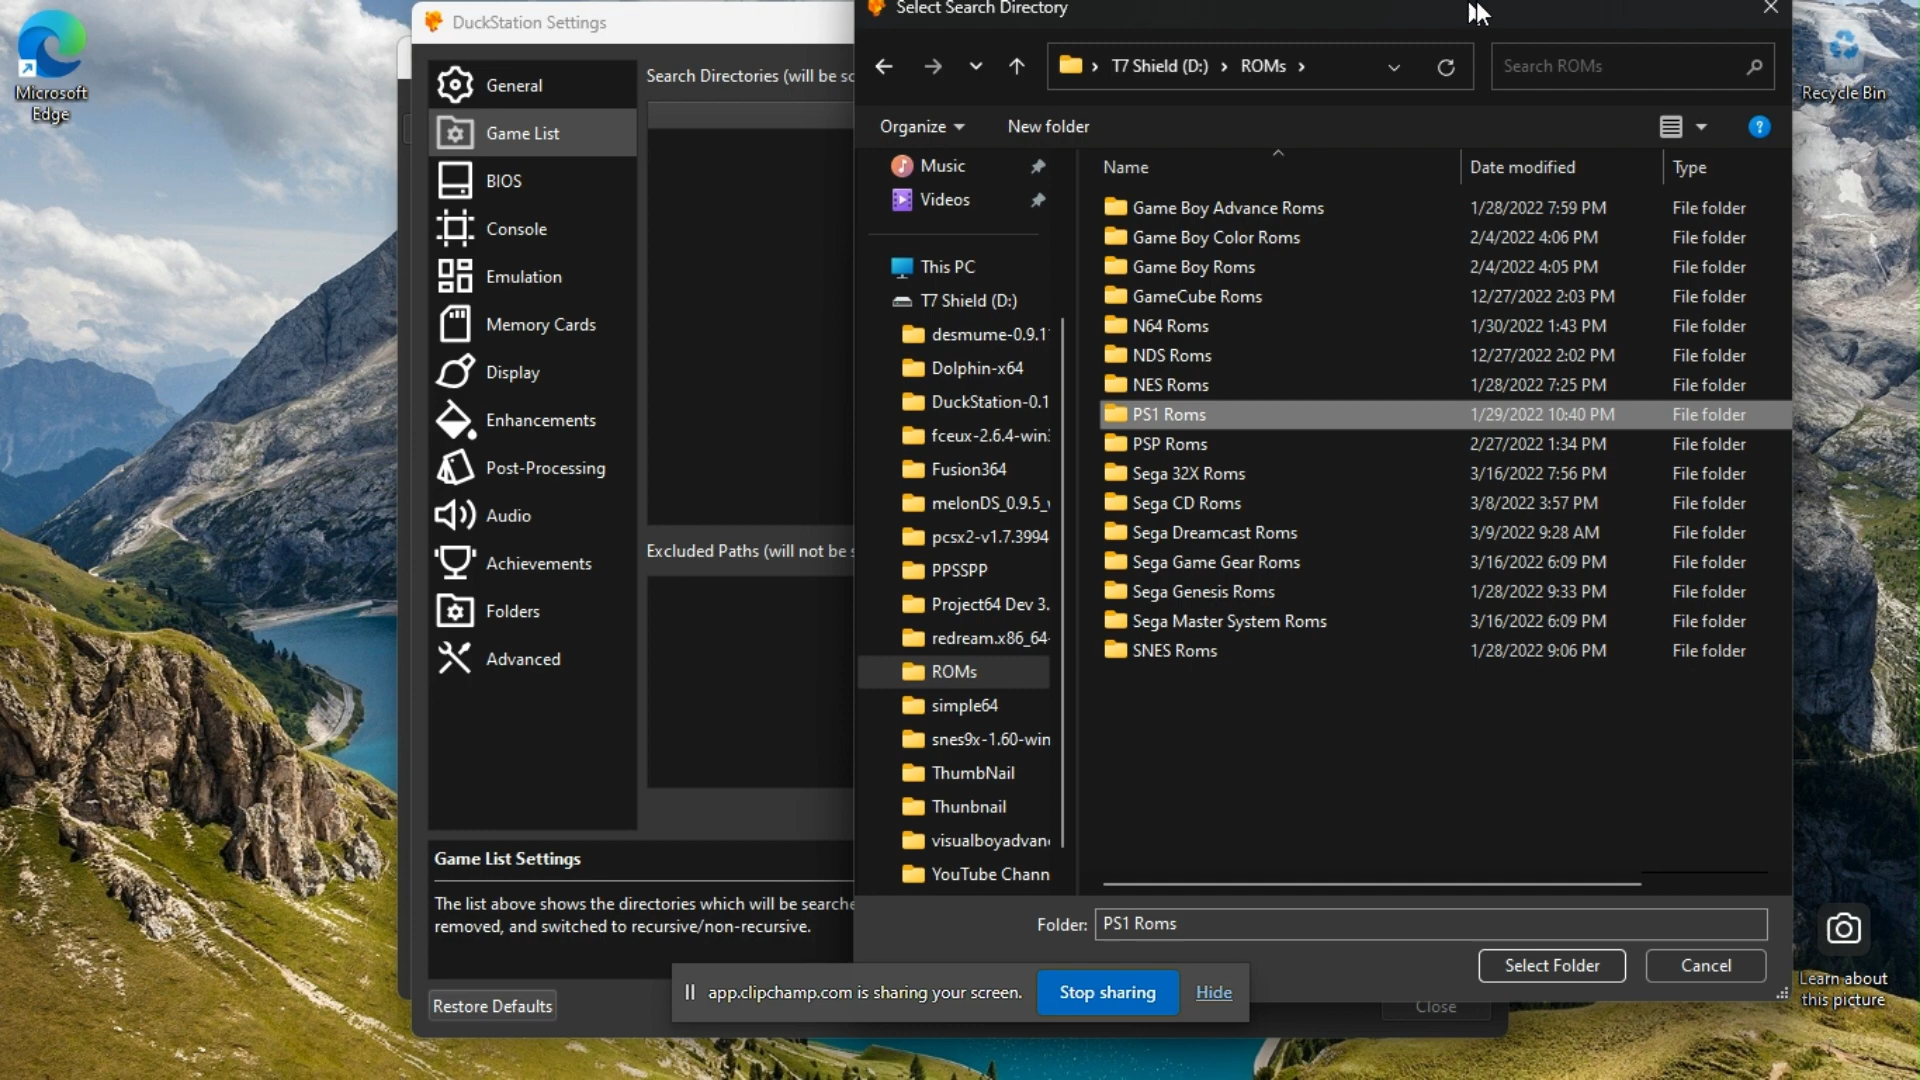 Microsoft
Edge
Recycle Bin
Learn about
this picture
DuckStation Settings
General
Game List
BIOS
Console
Emulation
Memory Cards
Display
Enhancements
Post-Processing
Audio
Achievements
Folders
Advanced
Search Directories (will be sc
Excluded Paths (will not be s
Game List Settings
The list above shows the directories which will be searche
removed, and switched to recursive/non-recursive.
Restore Defaults
Close
Select Search Directory
T7 Shield (D:) › ROMs ›
Search ROMs
Organize
New folder
Music
Videos
This PC
T7 Shield (D:)
desmume-0.9.1
Dolphin-x64
DuckStation-0.1
fceux-2.6.4-win
Fusion364
melonDS_0.9.5_
pcsx2-v1.7.3994
PPSSPP
Project64 Dev 3.
redream.x86_64-
ROMs
simple64
snes9x-1.60-win
ThumbNail
Thunbnail
visualboyadvan
YouTube Chann
Name Date modified Type
Game Boy Advance Roms 1/28/2022 7:59 PM File folder
Game Boy Color Roms 2/4/2022 4:06 PM File folder
Game Boy Roms 2/4/2022 4:05 PM File folder
GameCube Roms 12/27/2022 2:03 PM File folder
N64 Roms 1/30/2022 1:43 PM File folder
NDS Roms 12/27/2022 2:02 PM File folder
NES Roms 1/28/2022 7:25 PM File folder
PS1 Roms 1/29/2022 10:40 PM File folder
PSP Roms 2/27/2022 1:34 PM File folder
Sega 32X Roms 3/16/2022 7:56 PM File folder
Sega CD Roms 3/8/2022 3:57 PM File folder
Sega Dreamcast Roms 3/9/2022 9:28 AM File folder
Sega Game Gear Roms 3/16/2022 6:09 PM File folder
Sega Genesis Roms 1/28/2022 9:33 PM File folder
Sega Master System Roms 3/16/2022 6:09 PM File folder
SNES Roms 1/28/2022 9:06 PM File folder
Folder: PS1 Roms
Select Folder
Cancel
app.clipchamp.com is sharing your screen.
Stop sharing
Hide